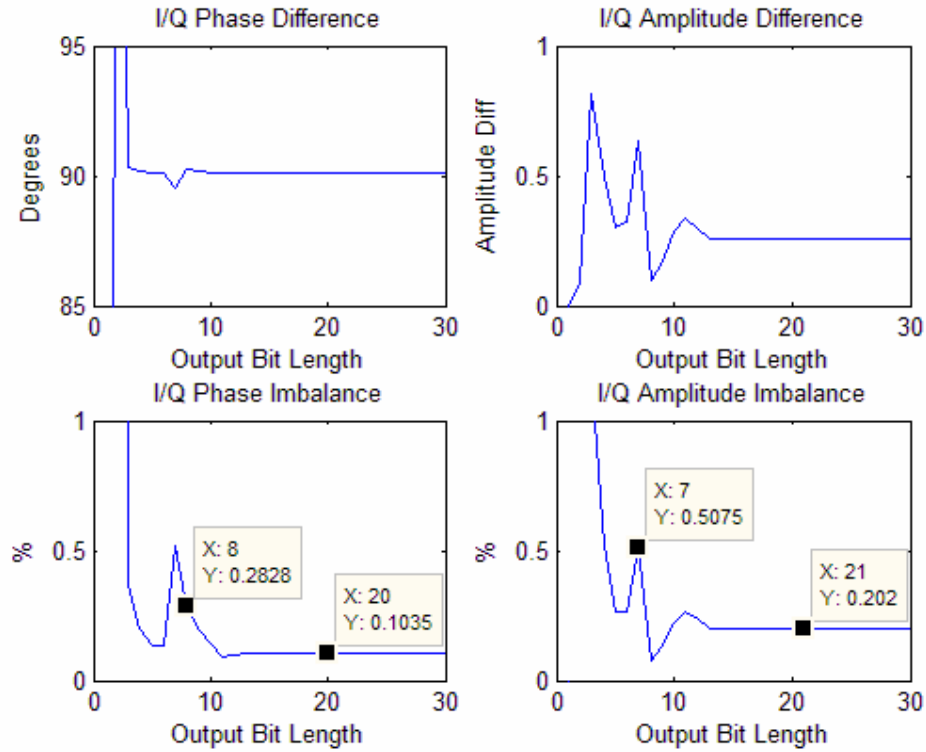 I/Q Phase Difference
95
90
85
Degrees
0
10
20
30
Output Bit Length
I/Q Amplitude Difference
1
0.5
0
Amplitude Diff
0
10
20
30
Output Bit Length
I/Q Phase Imbalance
1
0.5
0
%
X: 8
Y: 0.2828
X: 20
Y: 0.1035
0
10
20
30
Output Bit Length
I/Q Amplitude Imbalance
1
0.5
0
%
X: 7
Y: 0.5075
X: 21
Y: 0.202
0
10
20
30
Output Bit Length